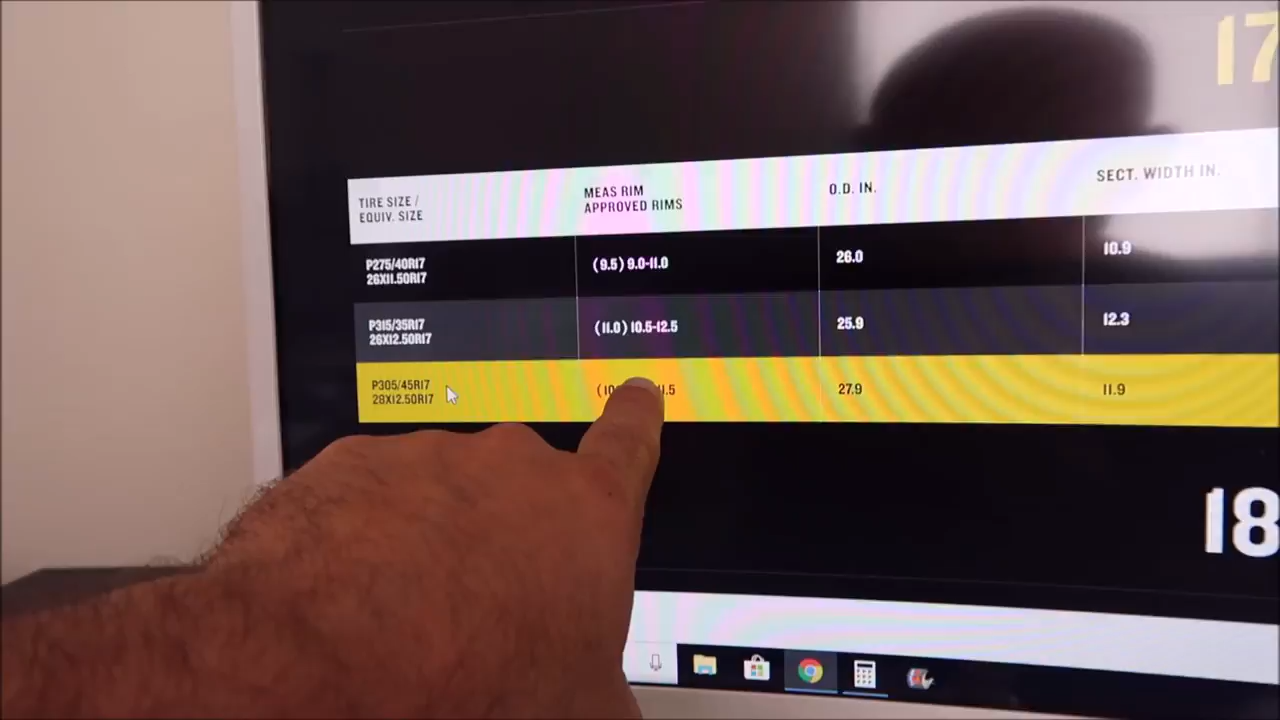 17
TIRE SIZE / EQUIV. SIZE
MEAS RIM APPROVED RIMS
O.D. IN.
SECT. WIDTH IN.
P275/40R17
26X11.50R17
(9.5) 9.0-11.0
26.0
10.9
P315/35R17
26X12.50R17
(11.0) 10.5-12.5
25.9
12.3
P305/45R17
28X12.50R17
27.9
11.9
18